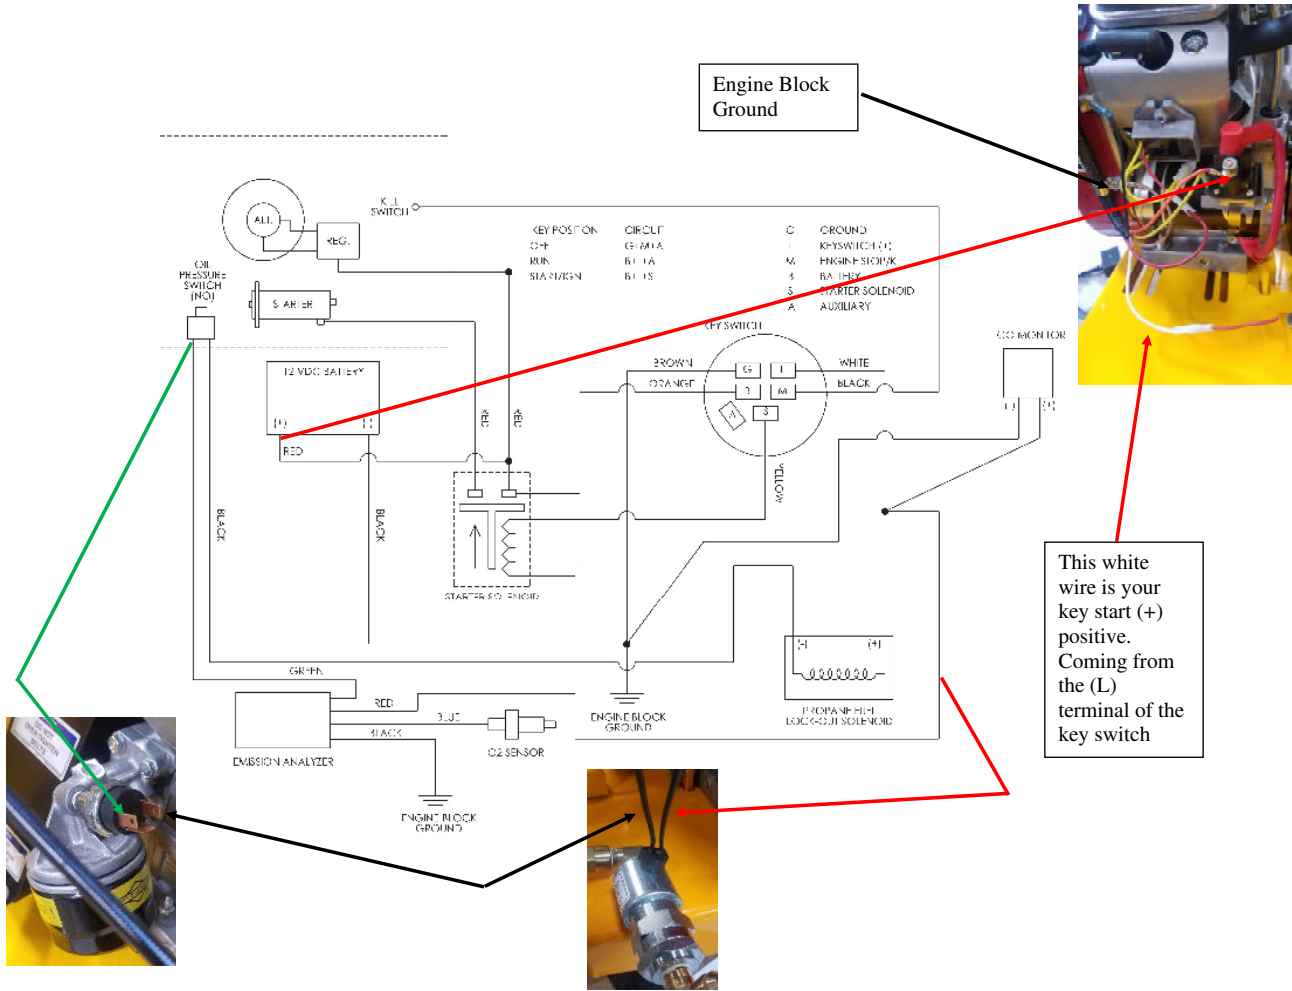 Engine Block
Ground
KILL
SWITCH
ALT.
REG.
OIL
PRESSURE
SWITCH
(NO)
STARTER
KEY POSITION CIRCUIT
OFF G+M+A
RUN
START/IGN
G GROUND
KEYSWITCH (+)
M ENGINE STOP/K
B BATTERY
S STARTER SOLENOID
A AUXILIARY
KEY SWITCH
CO MONITOR
(-) (+)
BROWN
G
WHITE
ORANGE
B
M
BLACK
A
S
YELLOW
12 VDC BATTERY
(+) (-)
RED
RED
RED
BLACK
BLACK
STARTER SOLENOID
This white
wire is your
key start (+)
positive.
Coming from
the (L)
terminal of the
key switch
(-) (+)
PROPANE FUEL
LOCK-OUT SOLENOID
GREEN
RED
BLUE
BLACK
EMISSION ANALYZER
O2 SENSOR
ENGINE BLOCK
GROUND
ENGINE BLOCK
GROUND
DO NOT
OVER TIGHTEN